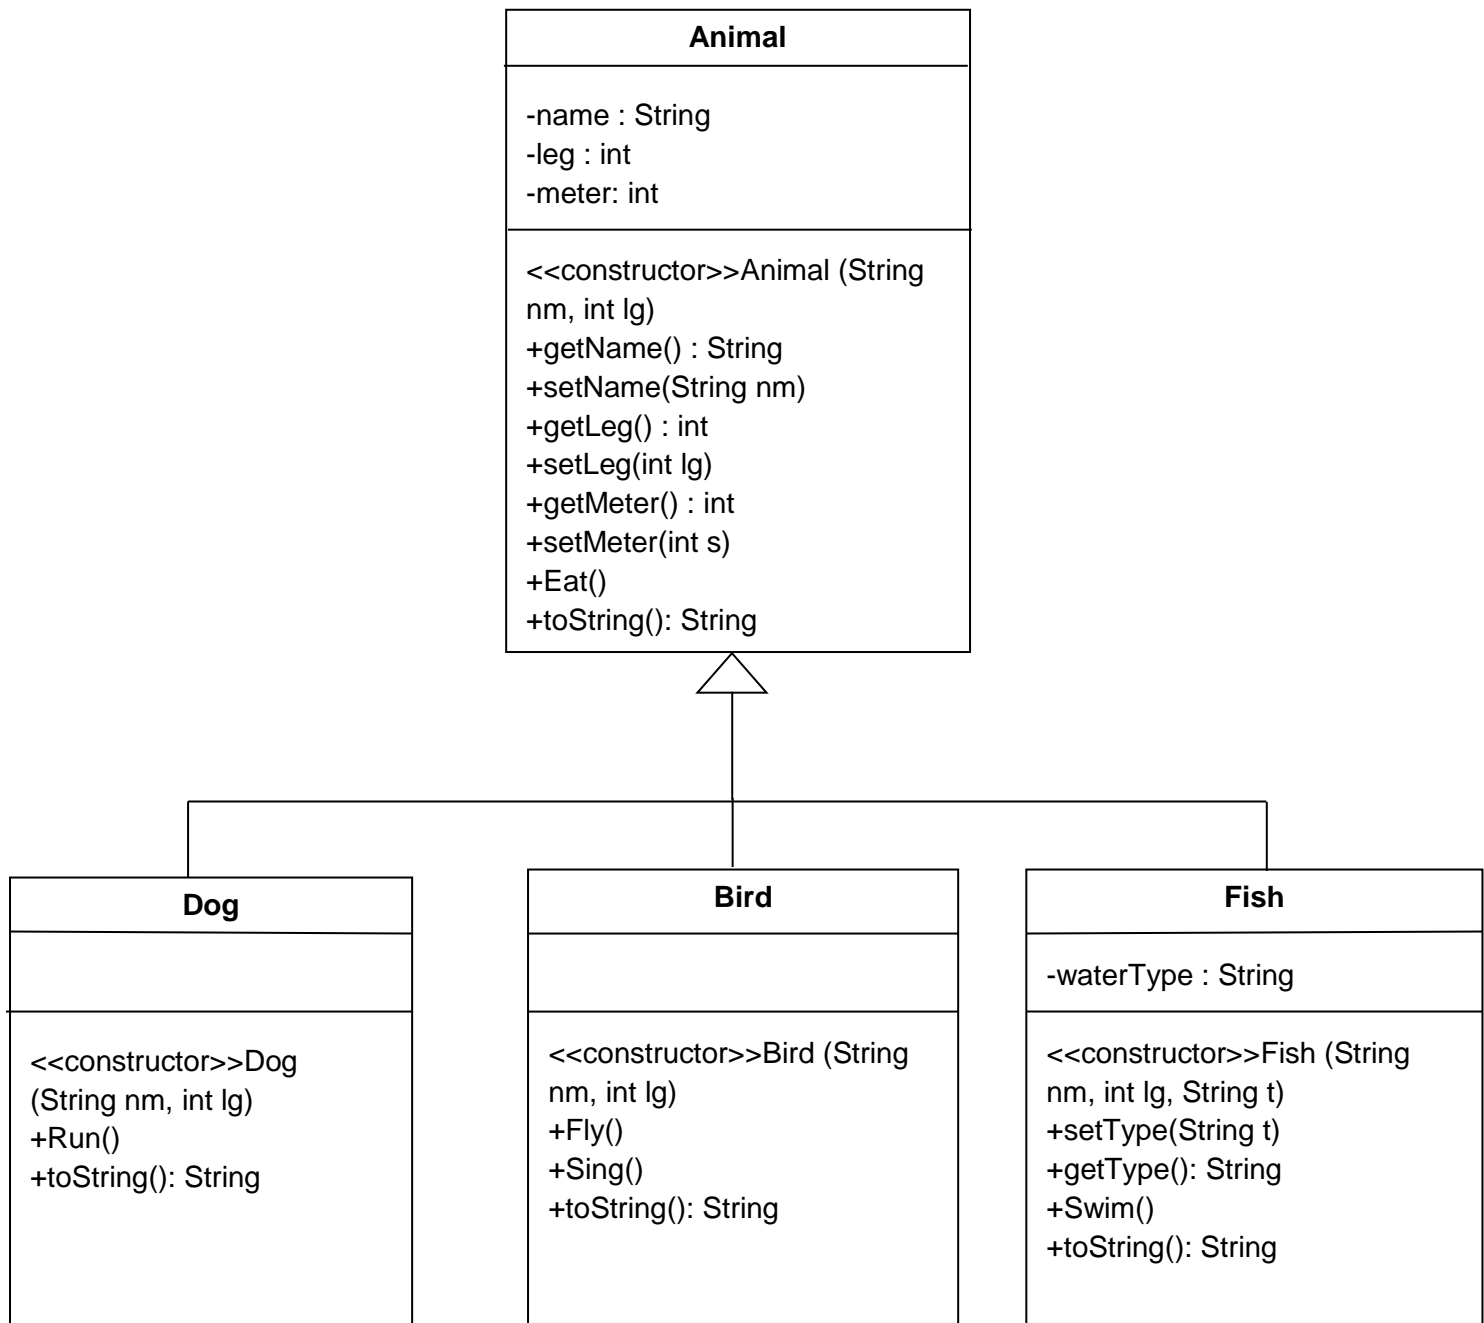 Animal
-name : String
-leg : int
-meter: int
<<constructor>>Animal (String
nm, int lg)
+getName() : String
+setName(String nm)
+getLeg() : int
+setLeg(int lg)
+getMeter() : int
+setMeter(int s)
+Eat()
+toString(): String
Dog
<<constructor>>Dog
(String nm, int lg)
+Run()
+toString(): String
Bird
<<constructor>>Bird (String
nm, int lg)
+Fly()
+Sing()
+toString(): String
Fish
-waterType : String
<<constructor>>Fish (String
nm, int lg, String t)
+setType(String t)
+getType(): String
+Swim()
+toString(): String